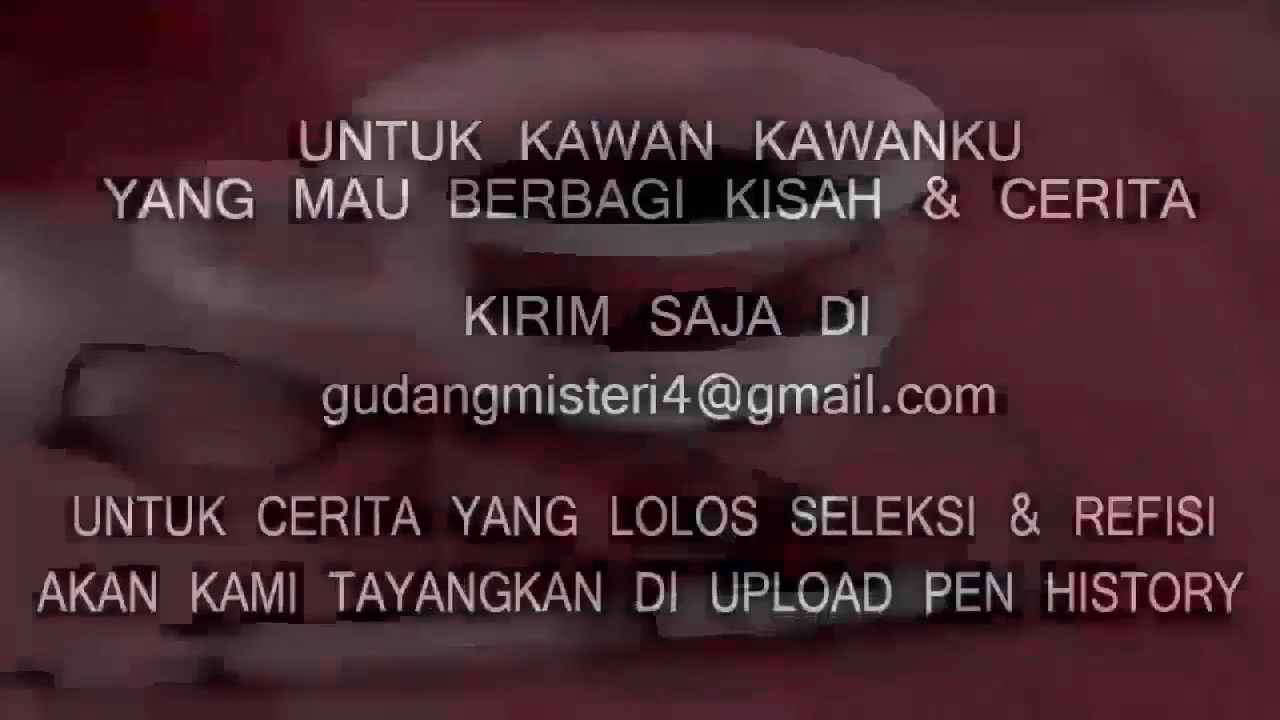 UNTUK KAWAN KAWANKU
YANG MAU BERBAGI KISAH & CERITA
KIRIM SAJA DI
gudangmisteri4@gmail.com
UNTUK CERITA YANG LOLOS SELEKSI & REFISI
AKAN KAMI TAYANGKAN DI UPLOAD PEN HISTORY